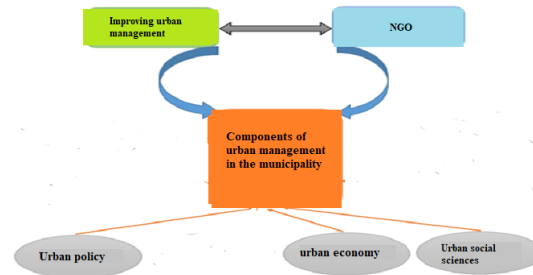 Improving urban
management
NGO
Components of
urban management
in the municipality
Urban policy
urban economy
Urban social
sciences